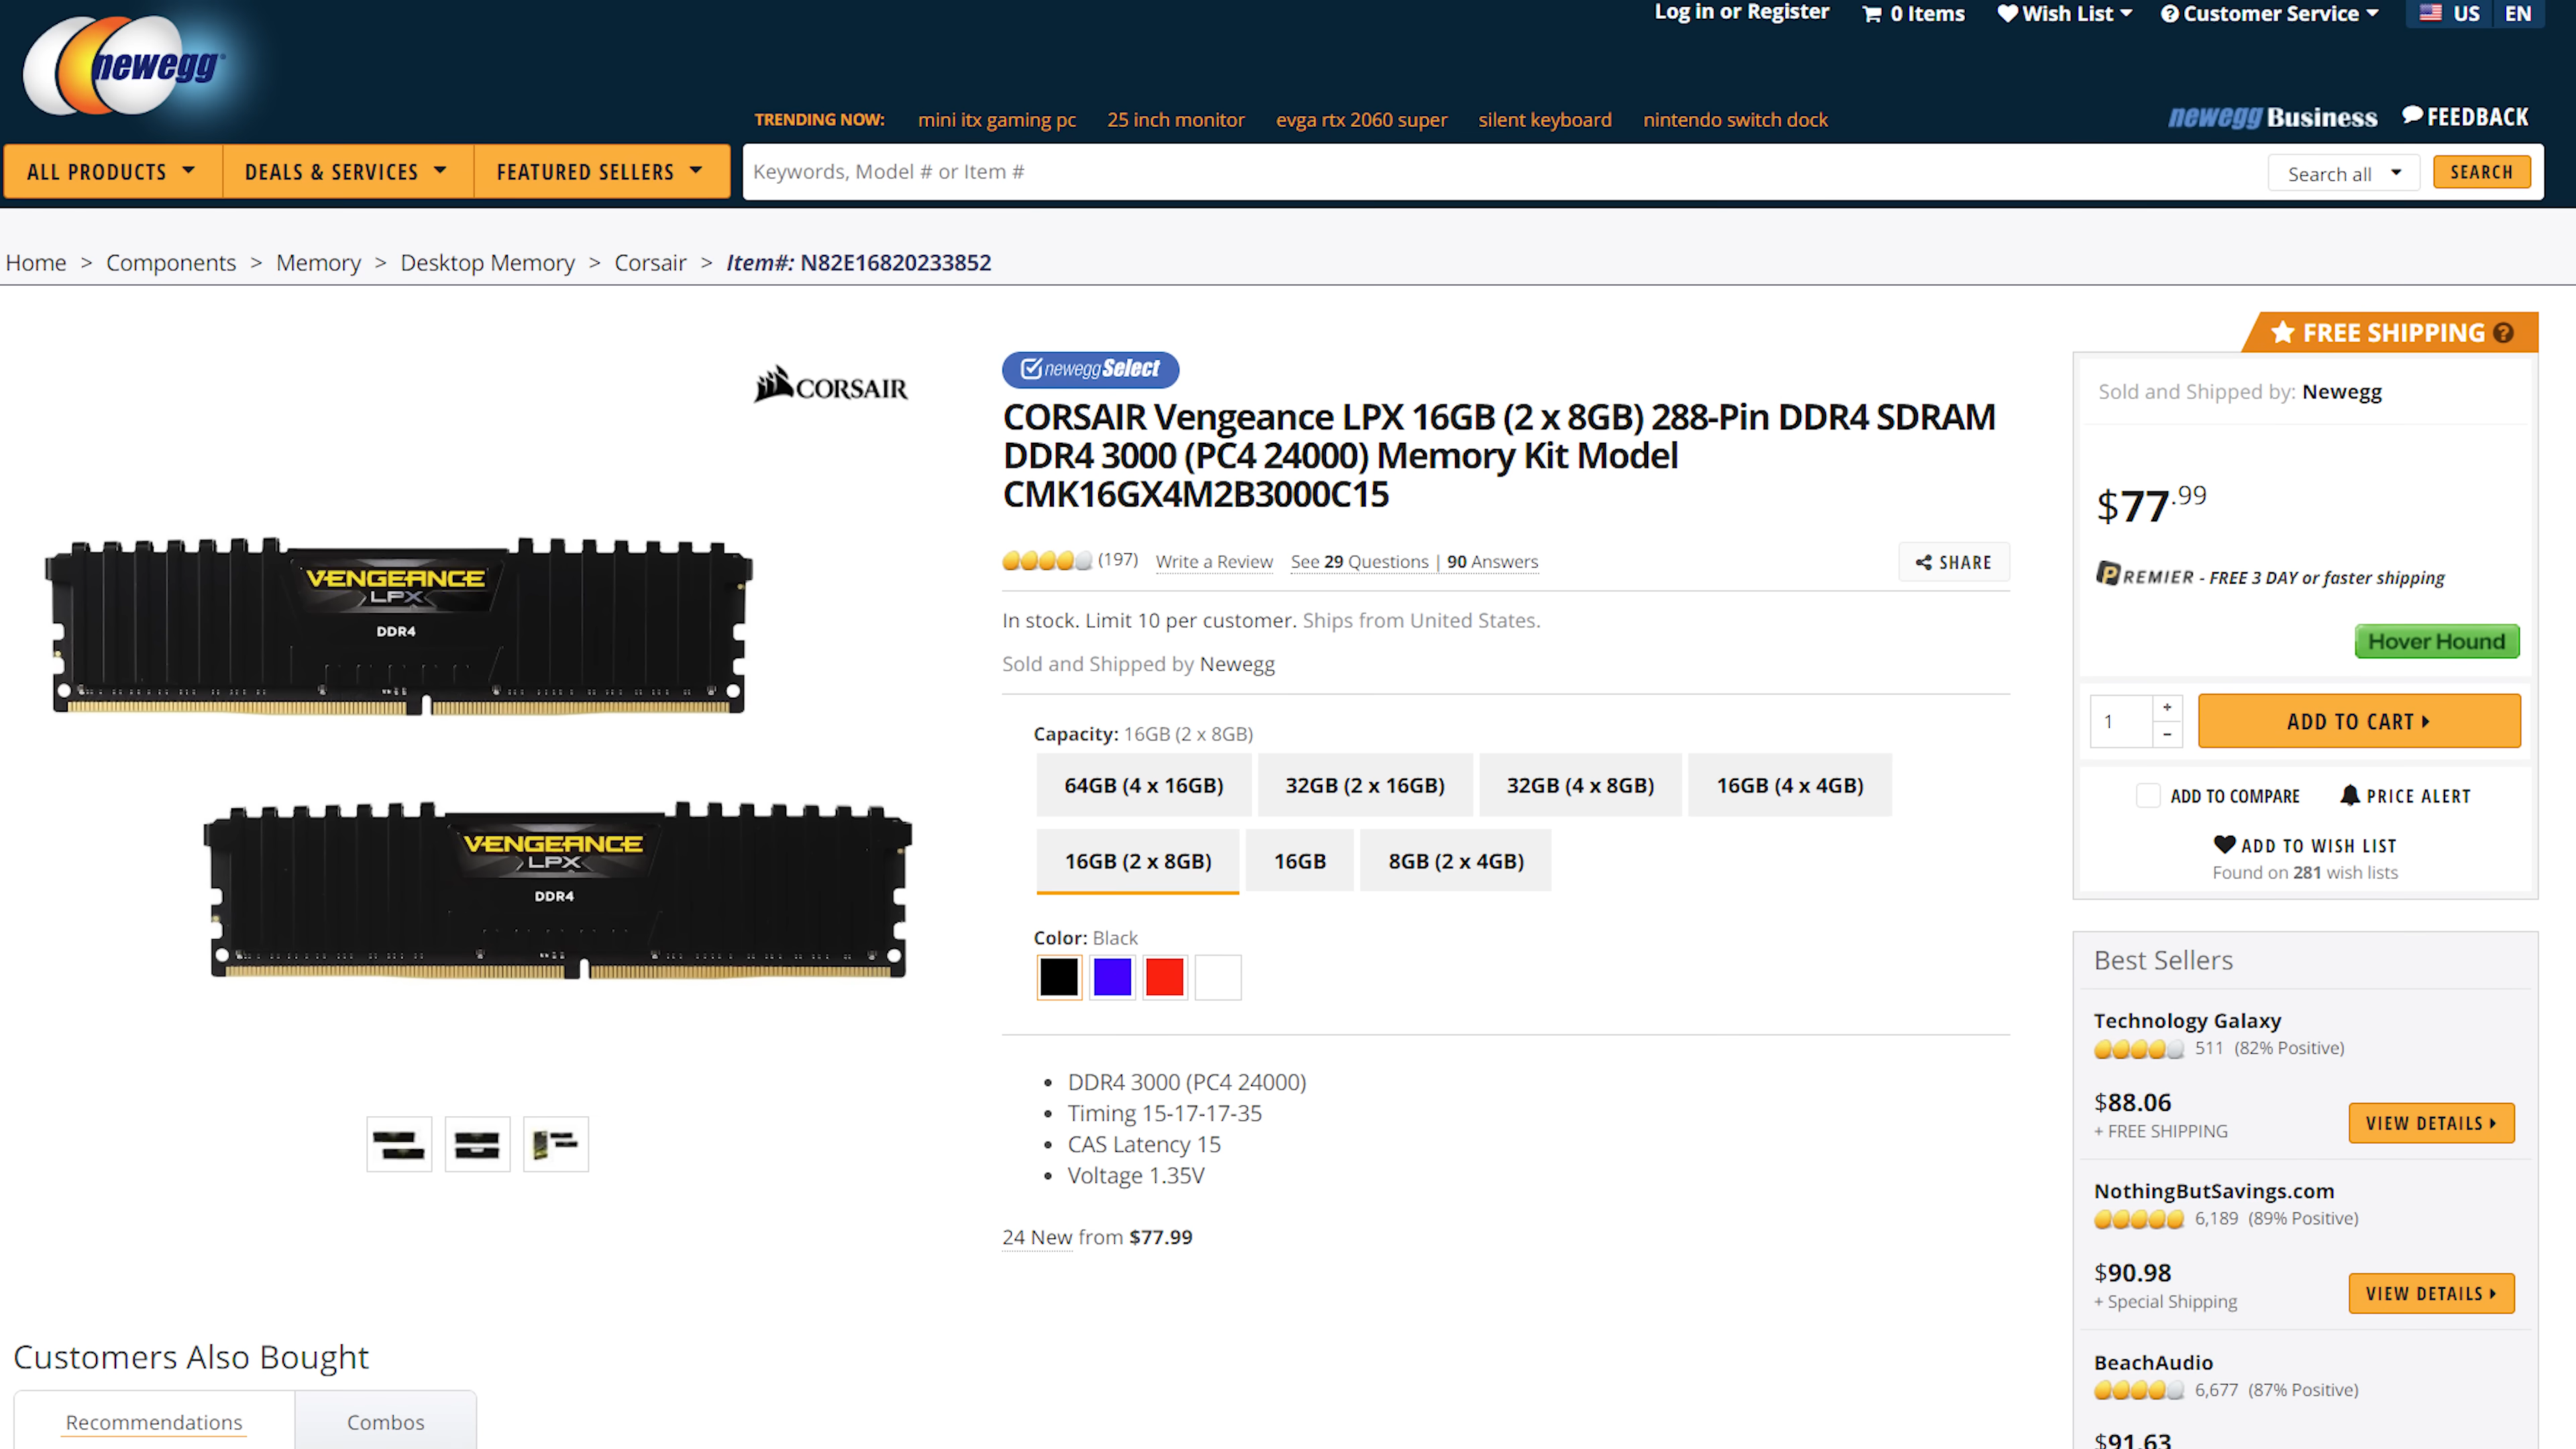 Log in or Register 0 Items Wish List Customer Service US EN
newegg
TRENDING NOW: mini itx gaming pc 25 inch monitor evga rtx 2060 super silent keyboard nintendo switch dock
newegg Business FEEDBACK
ALL PRODUCTS DEALS & SERVICES FEATURED SELLERS Keywords, Model # or Item # Search all SEARCH
Home > Components > Memory > Desktop Memory > Corsair > Item#: N82E16820233852
CORSAIR
VENGEANCE
LPX
DDR4
VENGEANCE
LPX
DDR4
newegg Select
CORSAIR Vengeance LPX 16GB (2 x 8GB) 288-Pin DDR4 SDRAM
DDR4 3000 (PC4 24000) Memory Kit Model
CMK16GX4M2B3000C15
(197) Write a Review See 29 Questions | 90 Answers SHARE
In stock. Limit 10 per customer. Ships from United States.
Sold and Shipped by Newegg
Capacity: 16GB (2 x 8GB)
64GB (4 x 16GB) 32GB (2 x 16GB) 32GB (4 x 8GB) 16GB (4 x 4GB)
16GB (2 x 8GB) 16GB 8GB (2 x 4GB)
Color: Black
• DDR4 3000 (PC4 24000)
• Timing 15-17-17-35
• CAS Latency 15
• Voltage 1.35V
24 New from $77.99
FREE SHIPPING ?
Sold and Shipped by: Newegg
$77.99
PREMIER - FREE 3 DAY or faster shipping
Hover Hound
1 + - ADD TO CART
ADD TO COMPARE PRICE ALERT
ADD TO WISH LIST
Found on 281 wish lists
Best Sellers
Technology Galaxy
511 (82% Positive)
$88.06
+ FREE SHIPPING
VIEW DETAILS
NothingButSavings.com
6,189 (89% Positive)
$90.98
+ Special Shipping
VIEW DETAILS
BeachAudio
6,677 (87% Positive)
$91.63
Customers Also Bought
Recommendations Combos